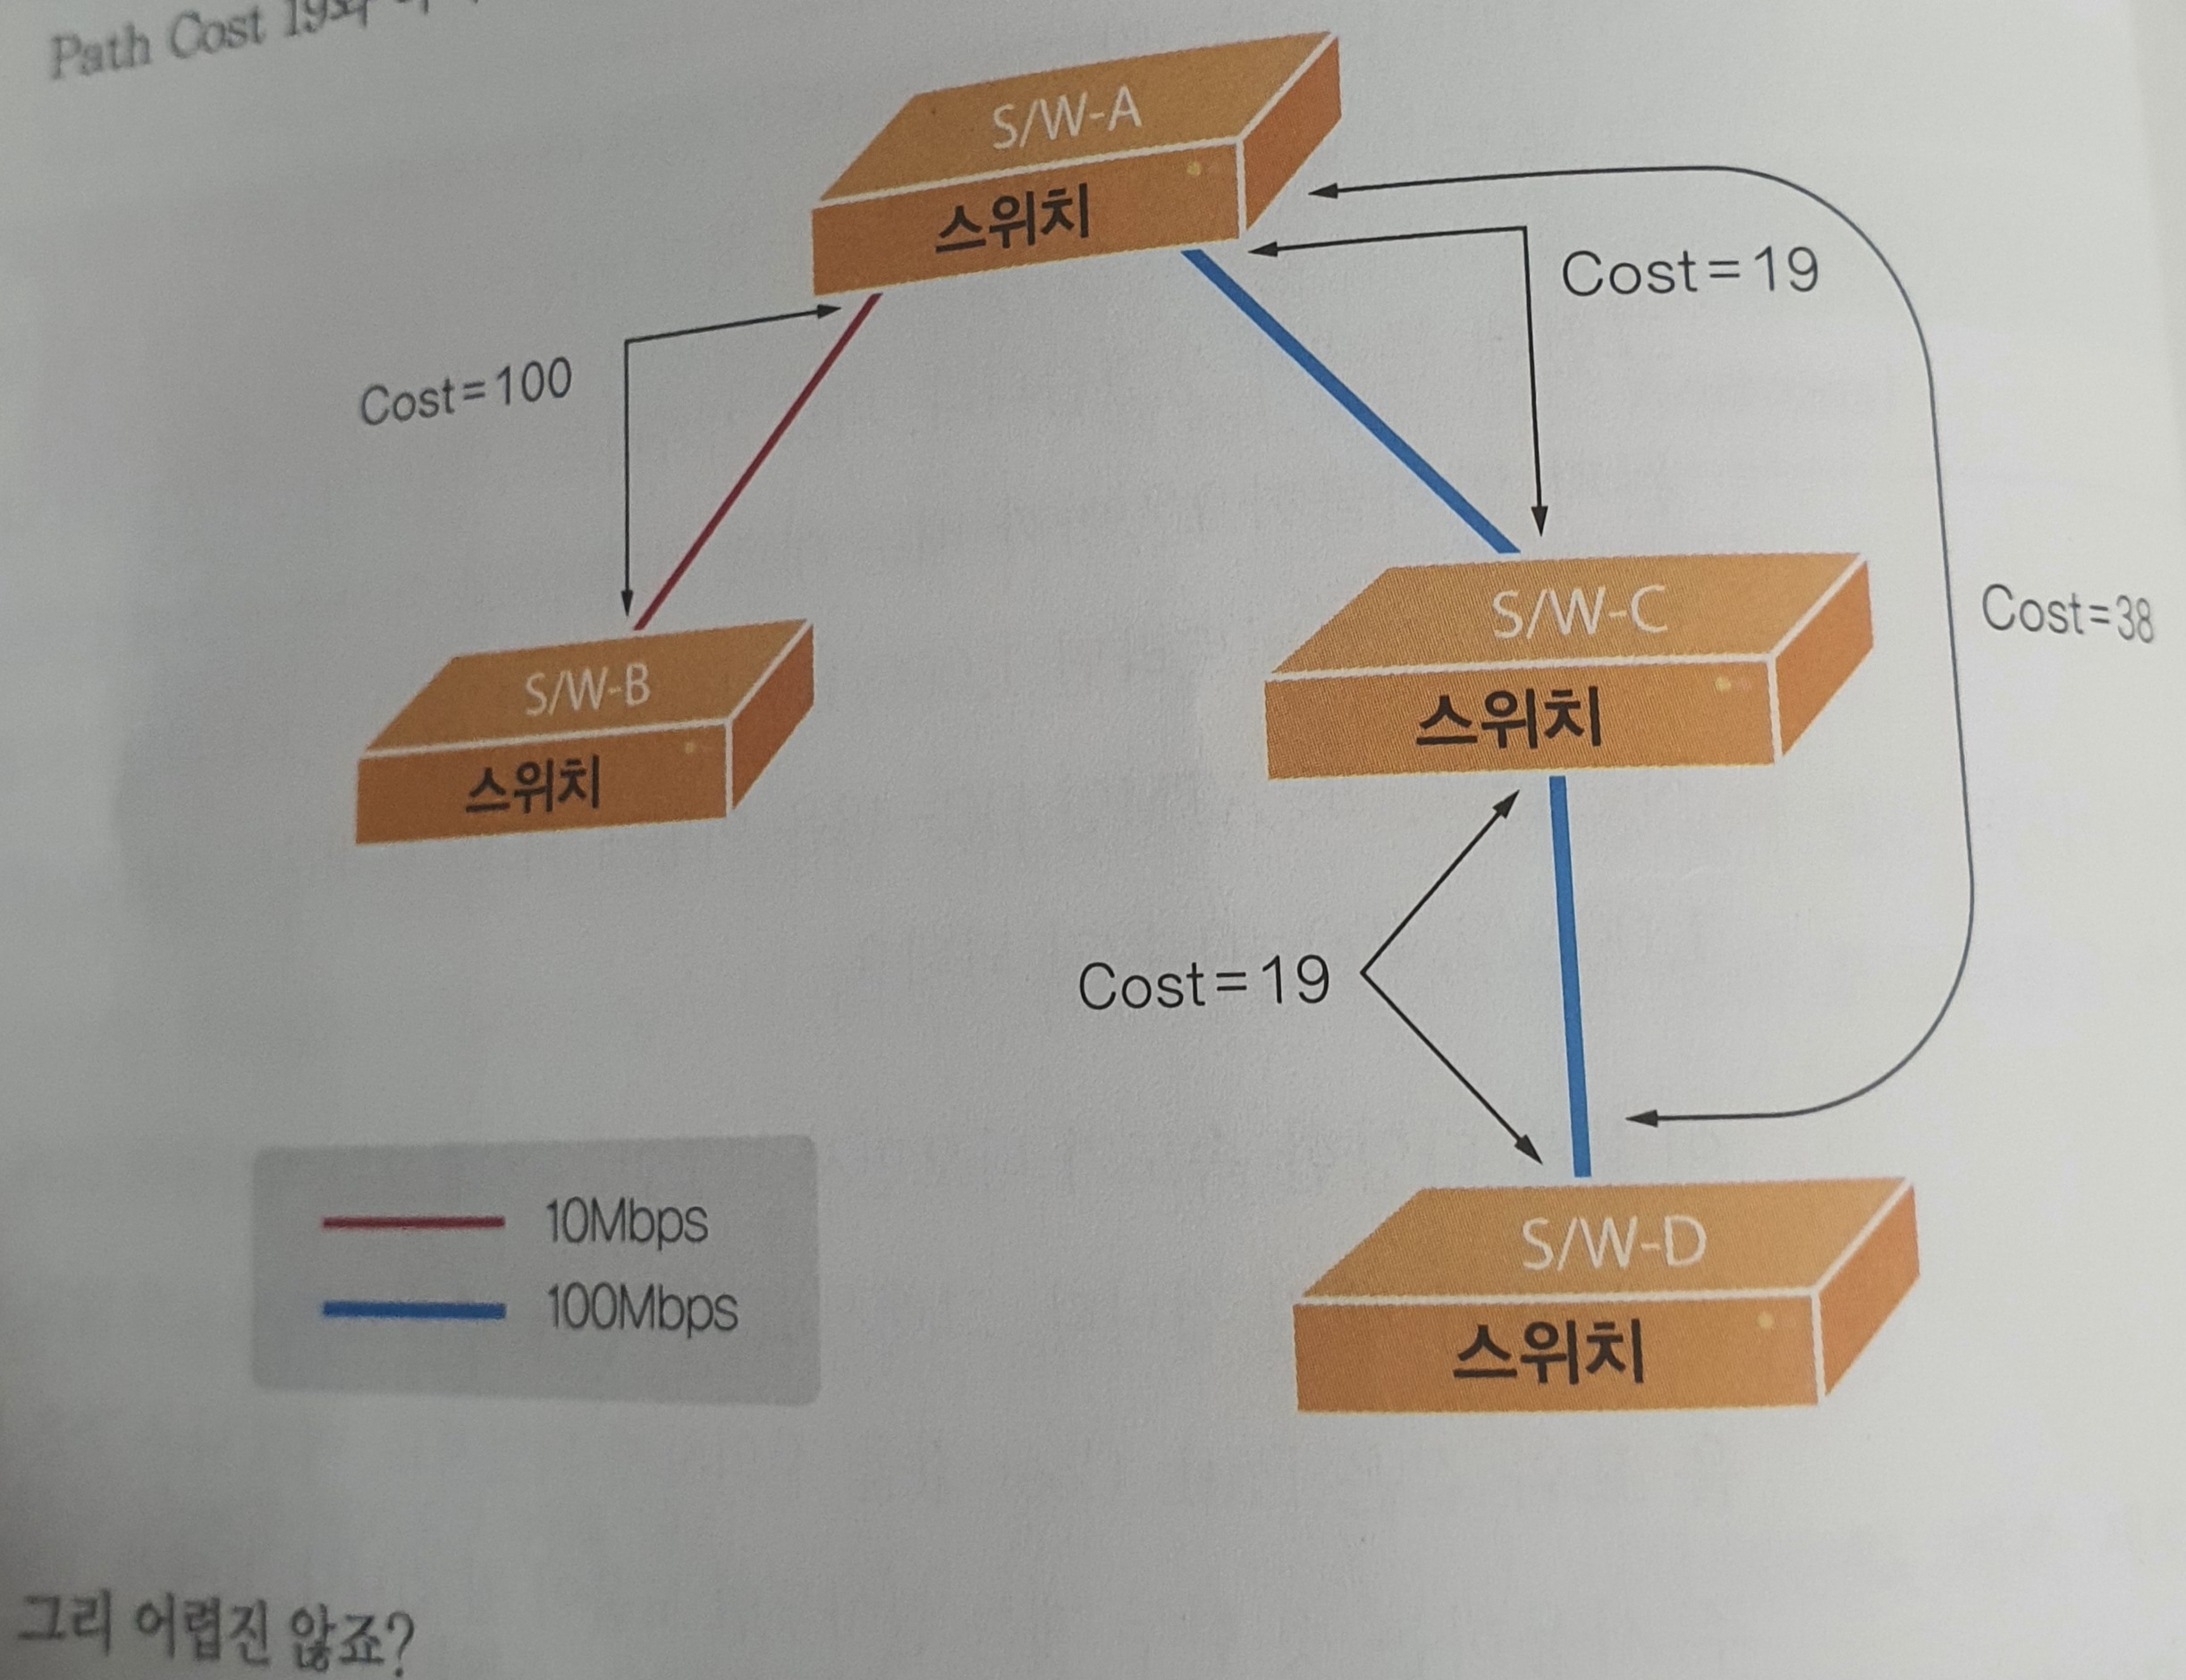 Path Cost 19와
S/W-A
스위치
Cost=19
Cost=100
S/W-C
스위치
Cost=38
S/W-B
스위치
Cost=19
10Mbps
100Mbps
S/W-D
스위치
그리 어렵진 않죠?